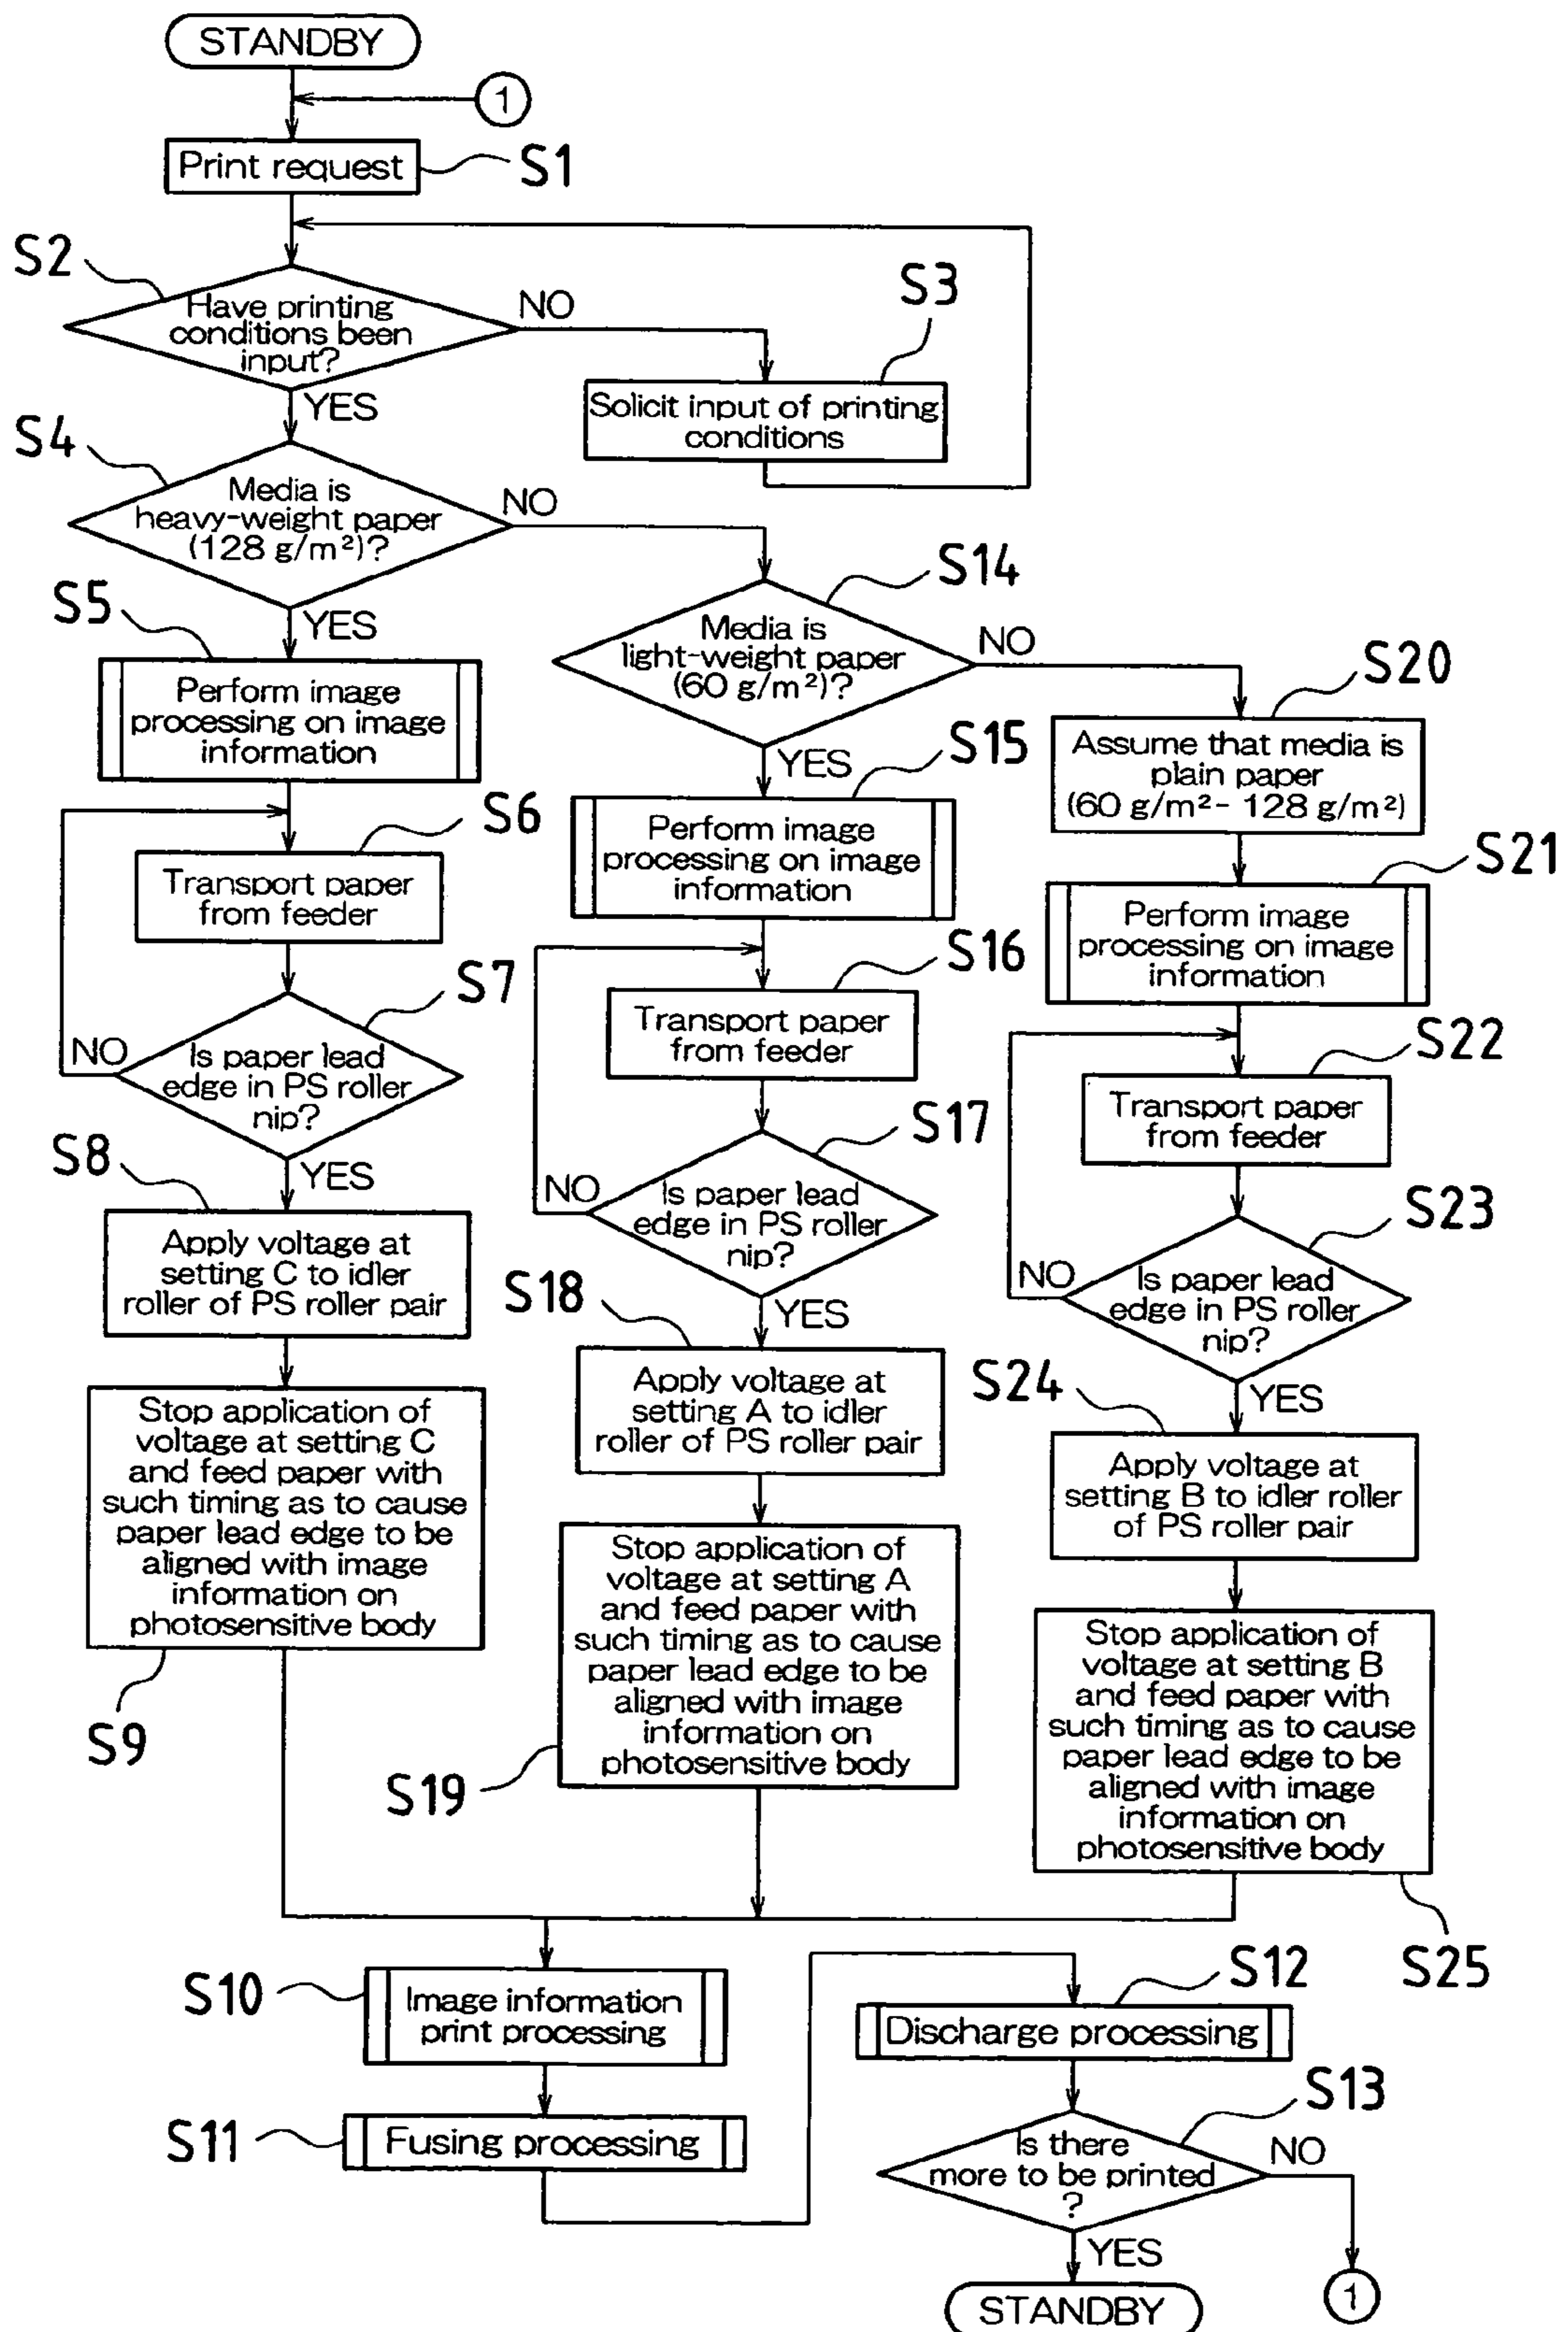 STANDBY
1
Print request
S1
S2
Have printing
conditions been
input?
NO
S3
YES
Solicit input of printing
conditions
S4
Media is
heavy-weight paper
(128 g/m²)?
NO
YES
S5
Perform image
processing on image
information
S6
Transport paper
from feeder
S7
Is paper lead
edge in PS roller
nip?
NO
YES
S8
Apply voltage at
setting C to idler
roller of PS roller pair
Stop application of
voltage at setting C
and feed paper with
such timing as to cause
paper lead edge to be
aligned with image
information on
photosensitive body
S9
S14
Media is
light-weight paper
(60 g/m²)?
NO
YES
S15
Perform image
processing on image
information
S16
Transport paper
from feeder
S17
Is paper lead
edge in PS roller
nip?
NO
YES
S18
Apply voltage at
setting A to idler
roller of PS roller pair
Stop application of
voltage at setting A
and feed paper with
such timing as to cause
paper lead edge to be
aligned with image
information on
photosensitive body
S19
S20
Assume that media is
plain paper
(60 g/m²- 128 g/m²)
S21
Perform image
processing on image
information
S22
Transport paper
from feeder
S23
Is paper lead
edge in PS roller
nip?
NO
YES
S24
Apply voltage at
setting B to idler roller
of PS roller pair
Stop application of
voltage at setting B
and feed paper with
such timing as to cause
paper lead edge to be
aligned with image
information on
photosensitive body
S25
S10
Image information
print processing
S11
Fusing processing
S12
Discharge processing
S13
Is there
more to be printed
?
NO
YES
STANDBY
1